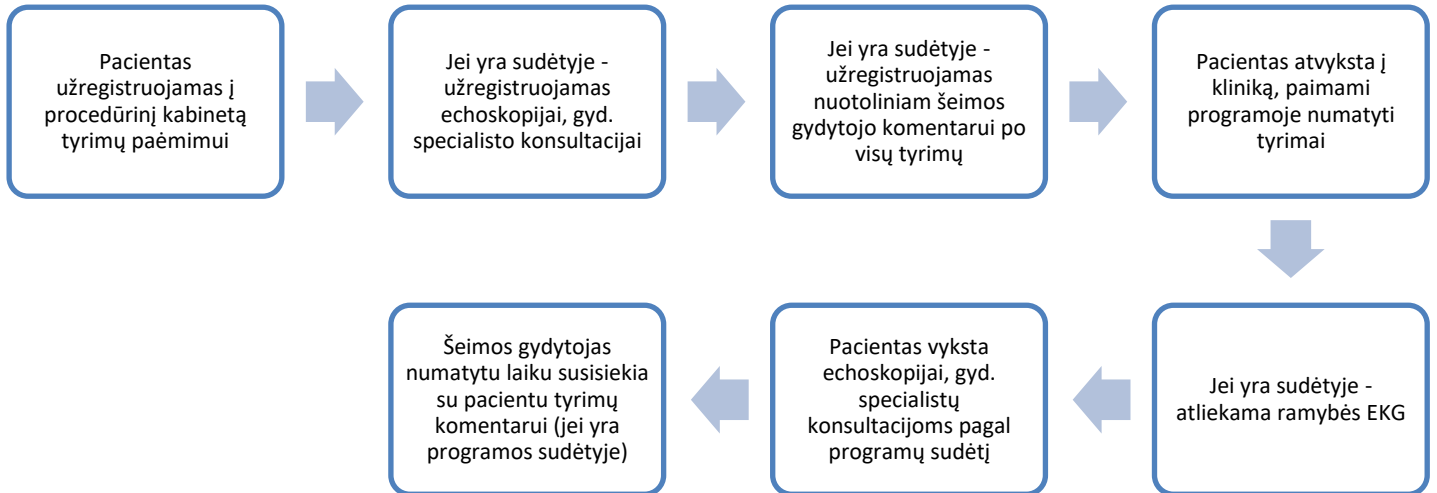 Pacientas
užregistruojamas į
procedūrinį kabinetą
tyrimų paėmimui
Jei yra sudėtyje -
užregistruojamas
echoskopijai, gyd.
specialisto konsultacijai
Jei yra sudėtyje -
užregistruojamas
nuotoliniam šeimos
gydytojo komentarui po
visų tyrimų
Pacientas atvyksta į
kliniką, paimami
programoje numatyti
tyrimai
Jei yra sudėtyje -
atliekama ramybės EKG
Pacientas vyksta
echoskopijai, gyd.
specialistų
konsultacijoms pagal
programų sudėtį
Šeimos gydytojas
numatytu laiku susisiekia
su pacientu tyrimų
komentarui (jei yra
programos sudėtyje)